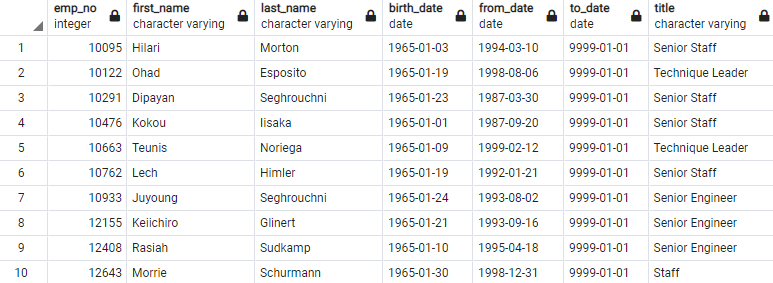 emp_no first_name last_name birth_date from_date to_date title
integer character varying character varying date date date character varying
1 10095 Hilari Morton 1965-01-03 1994-03-10 9999-01-01 Senior Staff
2 10122 Ohad Esposito 1965-01-19 1998-08-06 9999-01-01 Technique Leader
3 10291 Dipayan Seghrouchni 1965-01-23 1987-03-30 9999-01-01 Senior Staff
4 10476 Kokou Iisaka 1965-01-01 1987-09-20 9999-01-01 Senior Staff
5 10663 Teunis Noriega 1965-01-09 1999-02-12 9999-01-01 Technique Leader
6 10762 Lech Himler 1965-01-19 1992-01-21 9999-01-01 Senior Staff
7 10933 Juyoung Seghrouchni 1965-01-24 1993-08-02 9999-01-01 Senior Engineer
8 12155 Keiichiro Glinert 1965-01-21 1993-09-16 9999-01-01 Senior Engineer
9 12408 Rasiah Sudkamp 1965-01-10 1995-04-18 9999-01-01 Senior Engineer
10 12643 Morrie Schurmann 1965-01-30 1998-12-31 9999-01-01 Staff